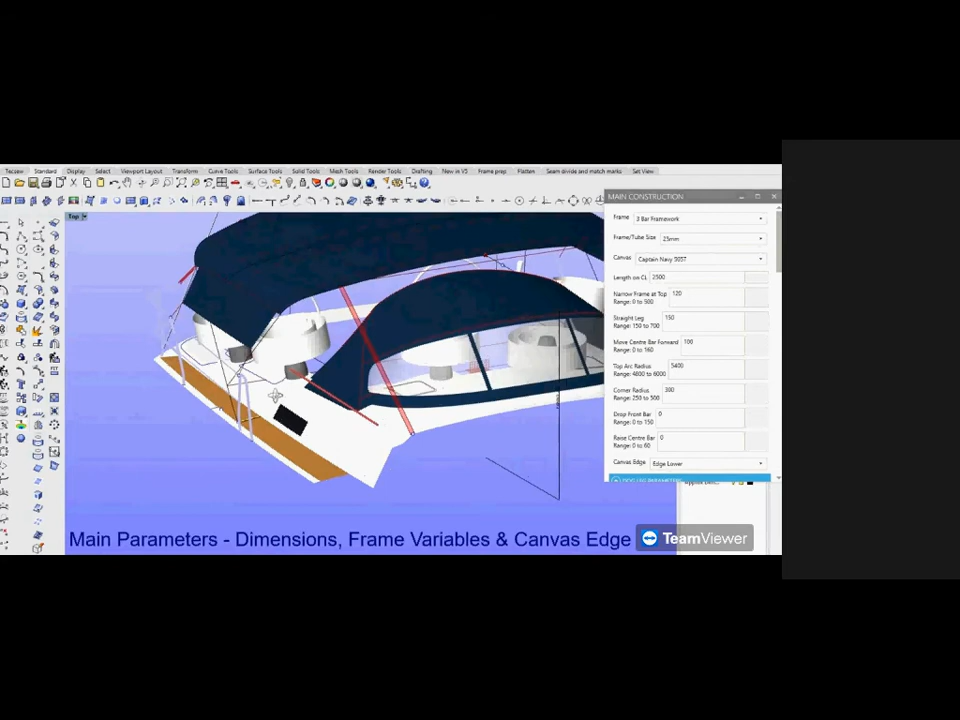 Tecsew Standard Display Select Viewport Layout Transform Curve Tools Surface Tools Solid Tools Mesh Tools Render Tools Drafting New in V5 Frame prep Flatten Seam divide and match marks Set View
MAIN CONSTRUCTION
Top
Frame 3 Bar Framework
Frame/Tube Size 25mm
Canvas Captain Navy 5057
Length on CL 2500
Narrow Frame at Top 120
Range: 0 to 500
Straight Leg 150
Range: 150 to 700
Move Centre Bar Forward 100
Range: 0 to 160
Top Arc Radius 5400
Range: 4800 to 6000
Corner Radius 300
Range: 250 to 500
Drop Front Bar 0
Range: 0 to 150
Raise Centre Bar 0
Range: 0 to 60
Canvas Edge Edge Lower
Main Parameters - Dimensions, Frame Variables & Canvas Edge
TeamViewer